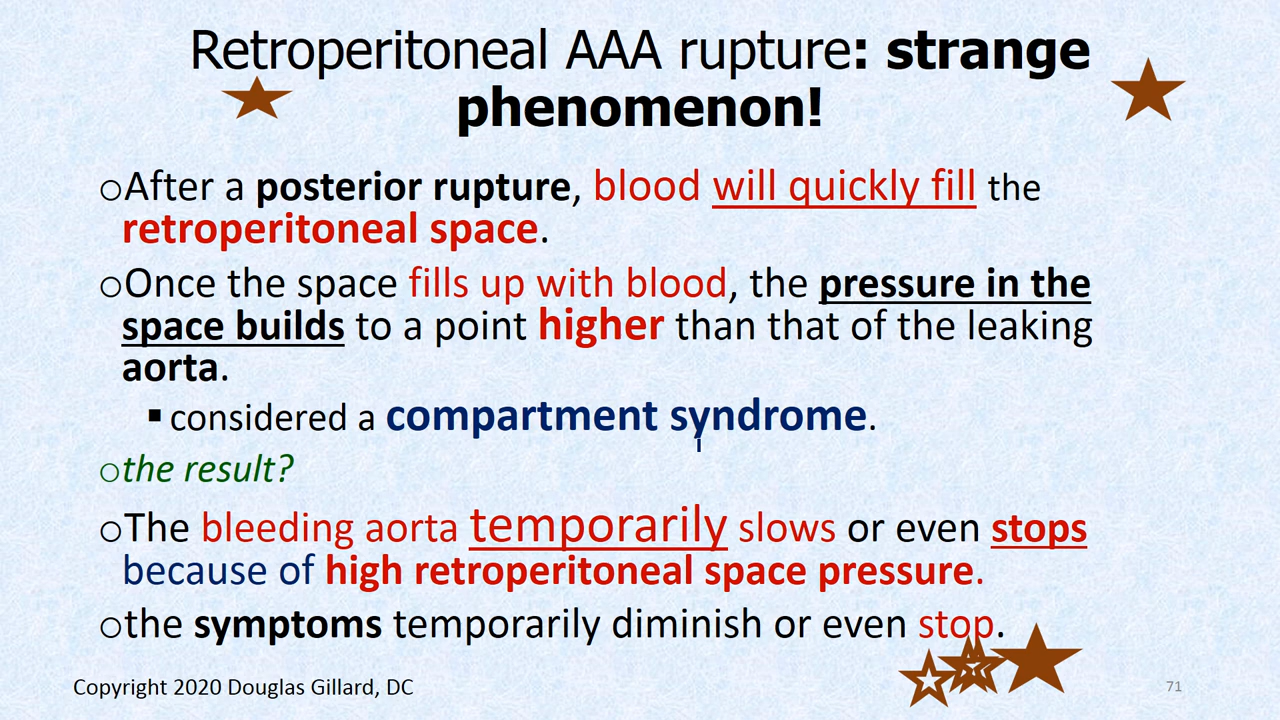 Retroperitoneal AAA rupture: strange
phenomenon!
oAfter a posterior rupture, blood will quickly fill the
retroperitoneal space.
oOnce the space fills up with blood, the pressure in the
space builds to a point higher than that of the leaking
aorta.
▪ considered a compartment syndrome.
othe result?
oThe bleeding aorta temporarily slows or even stops
because of high retroperitoneal space pressure.
othe symptoms temporarily diminish or even stop.
Copyright 2020 Douglas Gillard, DC
71